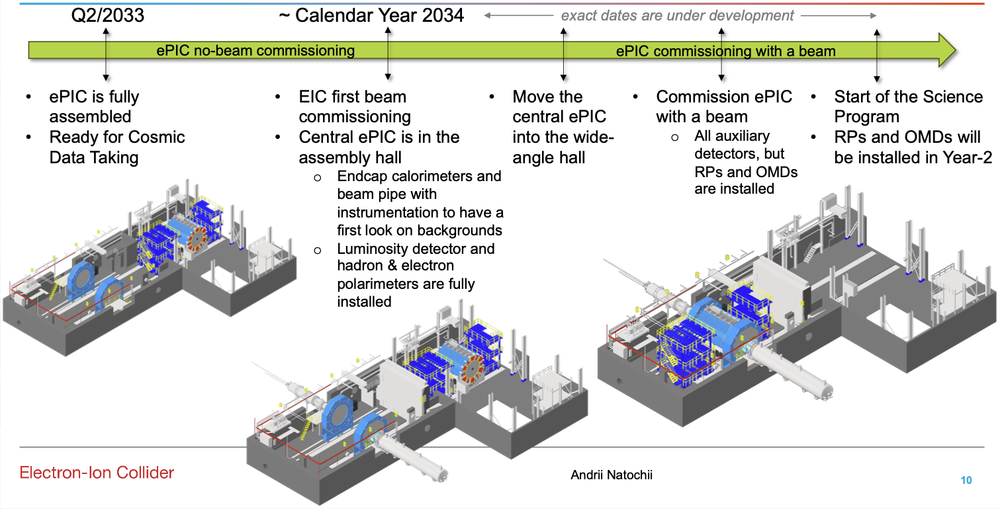 Q2/2033
~ Calendar Year 2034
exact dates are under development
ePIC no-beam commissioning
ePIC commissioning with a beam
• ePIC is fully
assembled
• Ready for Cosmic
Data Taking
• EIC first beam
commissioning
• Central ePIC is in the
assembly hall
o Endcap calorimeters and
beam pipe with
instrumentation to have a
first look on backgrounds
o Luminosity detector and
hadron & electron
polarimeters are fully
installed
• Move the
central ePIC
into the wide-
angle hall
• Commission ePIC
with a beam
o All auxiliary
detectors, but
RPs and OMDs
are installed
• Start of the Science
Program
• RPs and OMDs will
be installed in Year-2
Electron-Ion Collider
Andrii Natochii
10